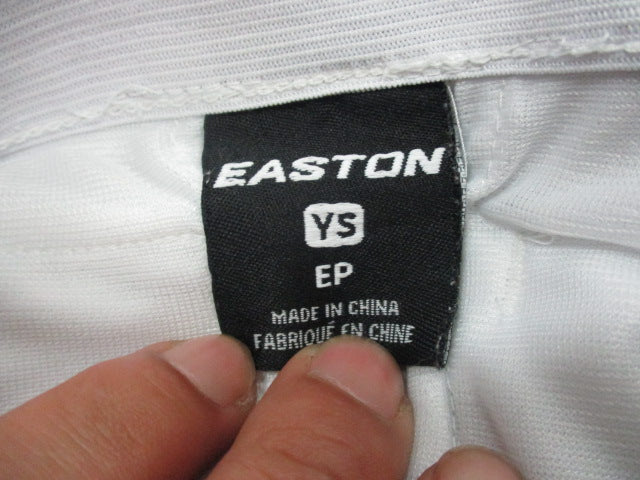 EASTON
YS
EP
MADE IN CHINA
FABRIQUÉ EN CHINE